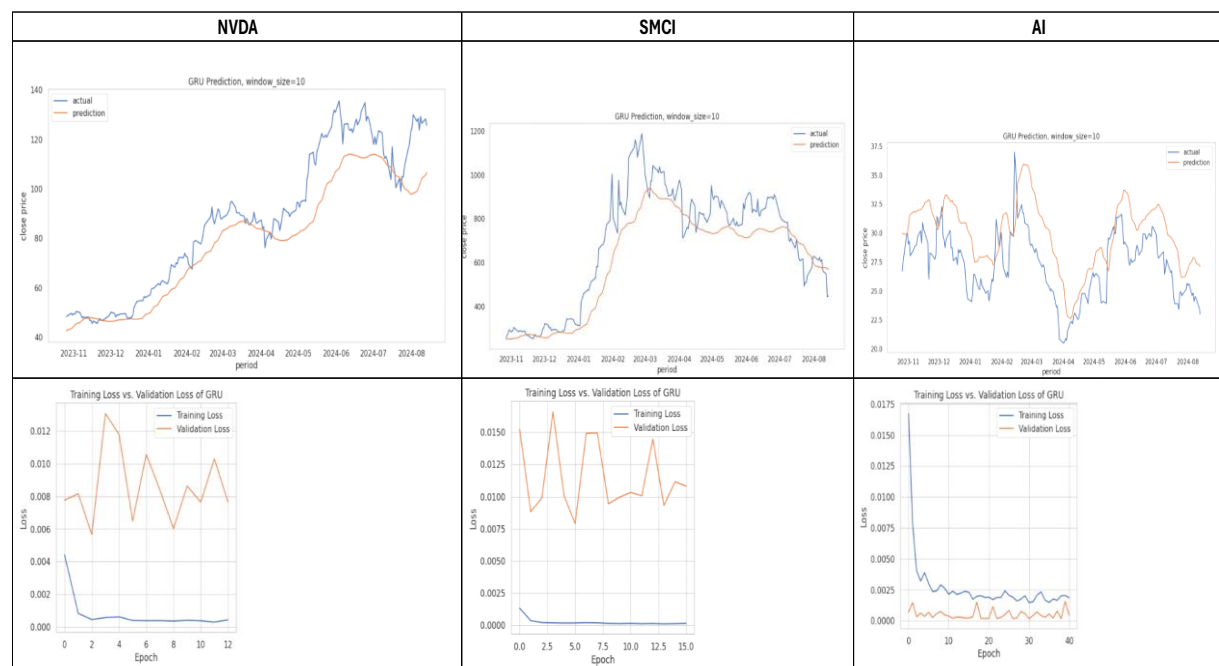 NVDA
SMCI
AI
GRU Prediction, window_size=10
actual
prediction
close price
140
120
100
80
60
40
2023-11 2023-12 2024-01 2024-02 2024-03 2024-04 2024-05 2024-06 2024-07 2024-08
period
GRU Prediction, window_size=10
actual
prediction
close price
1200
1000
800
600
400
2023-11 2023-12 2024-01 2024-02 2024-03 2024-04 2024-05 2024-06 2024-07 2024-08
period
GRU Prediction, window_size=10
actual
prediction
close price
37.5
35.0
32.5
30.0
27.5
25.0
22.5
20.0
2023-11 2023-12 2024-01 2024-02 2024-03 2024-04 2024-05 2024-06 2024-07 2024-08
period
Training Loss vs. Validation Loss of GRU
Training Loss
Validation Loss
Loss
0.012
0.010
0.008
0.006
0.004
0.002
0.000
0 2 4 6 8 10 12
Epoch
Training Loss vs. Validation Loss of GRU
Training Loss
Validation Loss
Loss
0.0150
0.0125
0.0100
0.0075
0.0050
0.0025
0.0000
0.0 2.5 5.0 7.5 10.0 12.5 15.0
Epoch
Training Loss vs. Validation Loss of GRU
Training Loss
Validation Loss
Loss
0.0175
0.0150
0.0125
0.0100
0.0075
0.0050
0.0025
0.0000
0 10 20 30 40
Epoch